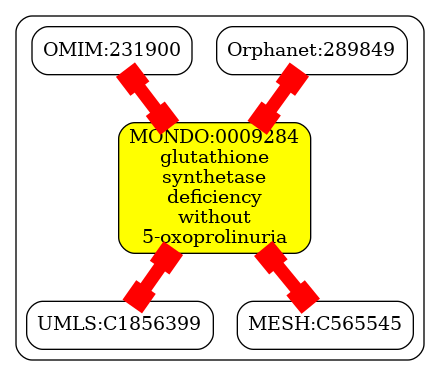 OMIM:231900
Orphanet:289849
MONDO:0009284
glutathione
synthetase
deficiency
without
5-oxoprolinuria
UMLS:C1856399
MESH:C565545